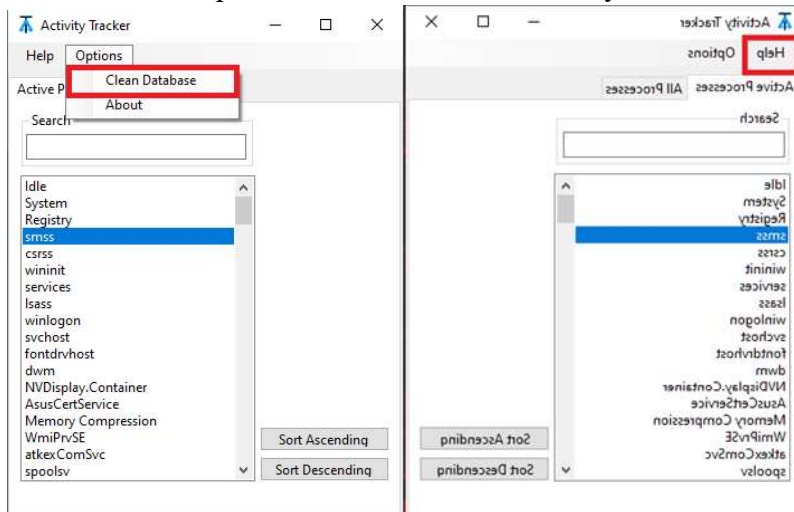 Activity Tracker
Help Options
Clean Database
About
Active P
Search
Idle
System
Registry
smss
csrss
wininit
services
lsass
winlogon
svchost
fontdrvhost
dwm
NVDisplay.Container
AsusCertService
Memory Compression
WmiPrvSE
atkexComSvc
spoolsv
Sort Ascending
Sort Descending
Activity Tracker
Help Options
Active Processes All Processes
Search
Idle
System
Registry
smss
csrss
wininit
services
lsass
winlogon
svchost
fontdrvhost
dwm
NVDisplay.Container
AsusCertService
Memory Compression
WmiPrvSE
atkexComSvc
spoolsv
Sort Ascending
Sort Descending